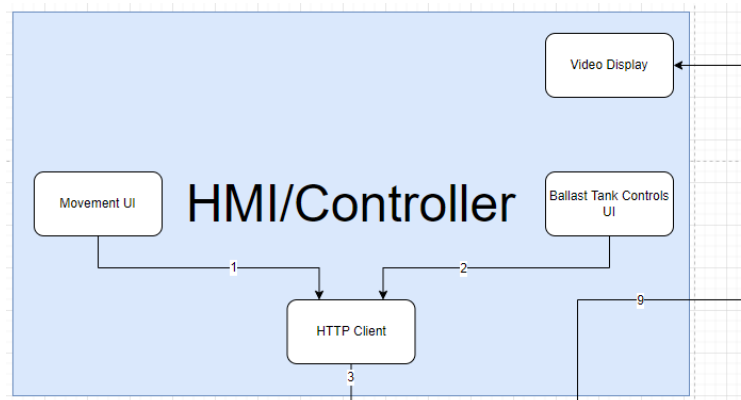 Video Display
Movement UI
HMI/Controller
Ballast Tank Controls
UI
1
2
9
HTTP Client
3